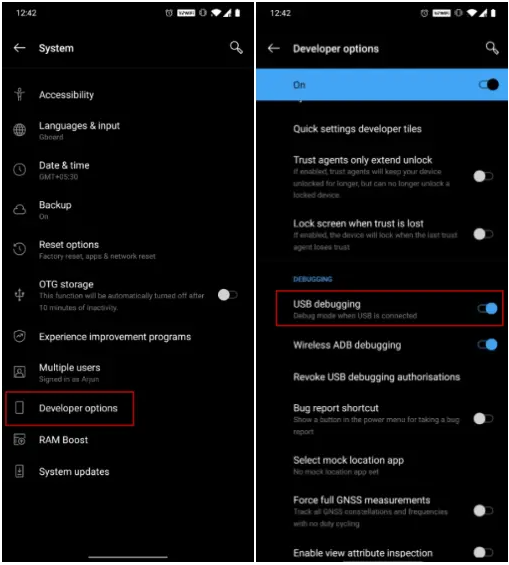 12:42
System
Accessibility
Languages & input
Gboard
Date & time
GMT+05:30
Backup
On
Reset options
Factory reset, apps & network reset
OTG storage
This function will be automatically turned off after
10 minutes of inactivity.
Experience improvement programs
Multiple users
Signed in as Arjun
Developer options
RAM Boost
System updates
12:42
Developer options
On
Quick settings developer tiles
Trust agents only extend unlock
If enabled, trust agents will keep your device
unlocked for longer, but can no longer unlock a
locked device.
Lock screen when trust is lost
If enabled, the device will lock when the last trust
agent loses trust
DEBUGGING
USB debugging
Debug mode when USB is connected
Wireless ADB debugging
Revoke USB debugging authorisations
Bug report shortcut
Show a button in the power menu for taking a bug
report
Select mock location app
No mock location app set
Force full GNSS measurements
Track all GNSS constellations and frequencies
with no duty cycling
Enable view attribute inspection